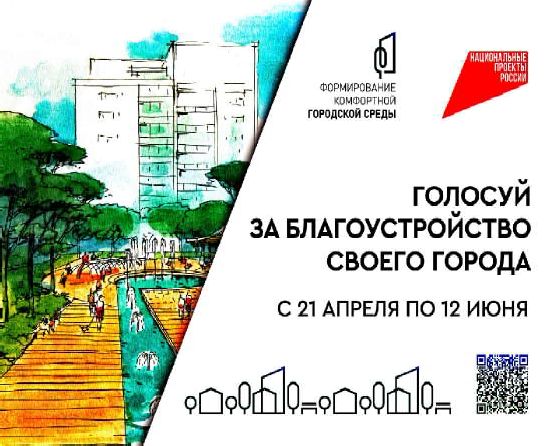 ФОРМИРОВАНИЕ
КОМФОРТНОЙ
ГОРОДСКОЙ СРЕДЫ
НАЦИОНАЛЬНЫЕ
ПРОЕКТЫ
РОССИИ
ГОЛОСУЙ
ЗА БЛАГОУСТРОЙСТВО
СВОЕГО ГОРОДА
С 21 АПРЕЛЯ ПО 12 ИЮНЯ